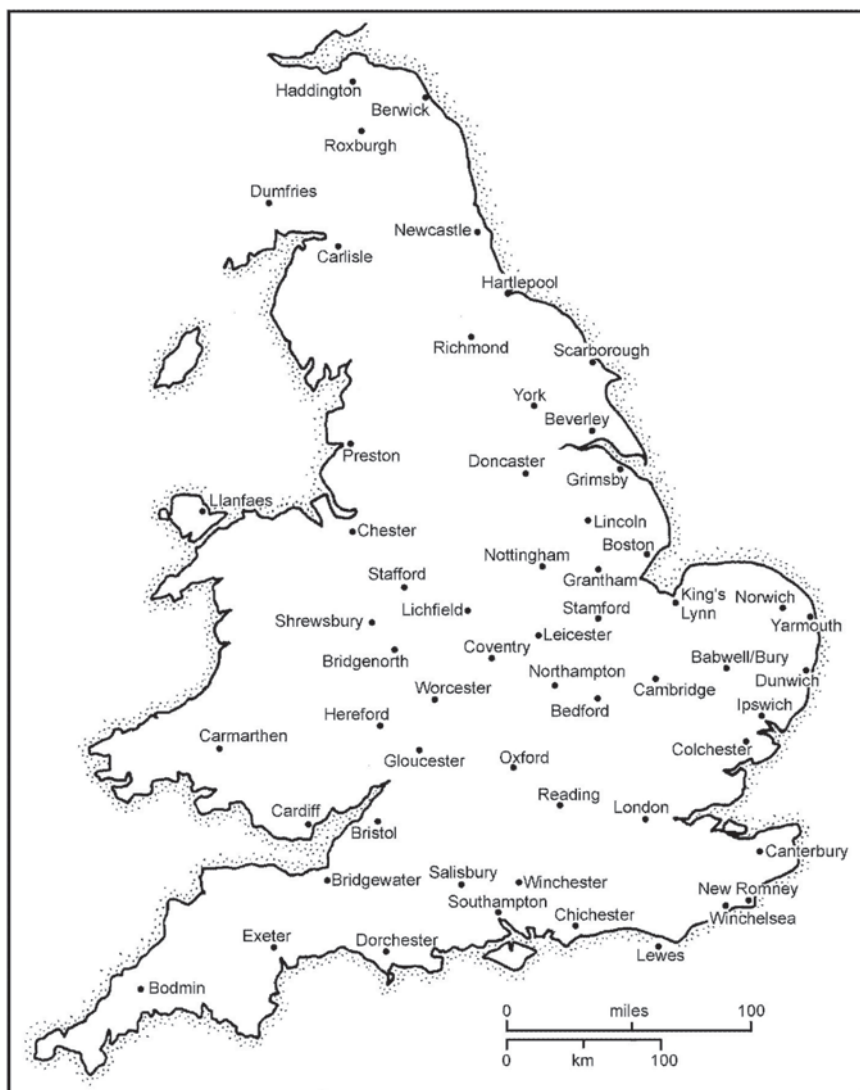 Haddington
Berwick
Roxburgh
Dumfries
Newcastle
Carlisle
Hartlepool
Richmond
Scarborough
York
Beverley
Preston
Doncaster
Grimsby
Llanfaes
Lincoln
Chester
Boston
Nottingham
Grantham
Stafford
King's
Lynn
Norwich
Lichfield
Stamford
Shrewsbury
Yarmouth
Leicester
Coventry
Bridgenorth
Babwell/Bury
Northampton
Dunwich
Cambridge
Worcester
Bedford
Ipswich
Hereford
Carmarthen
Colchester
Gloucester
Oxford
Reading
London
Cardiff
Bristol
Canterbury
Bridgewater
Salisbury
Winchester
New Romney
Southampton
Chichester
Winchelsea
Exeter
Dorchester
Lewes
Bodmin
0 miles 100
0 km 100